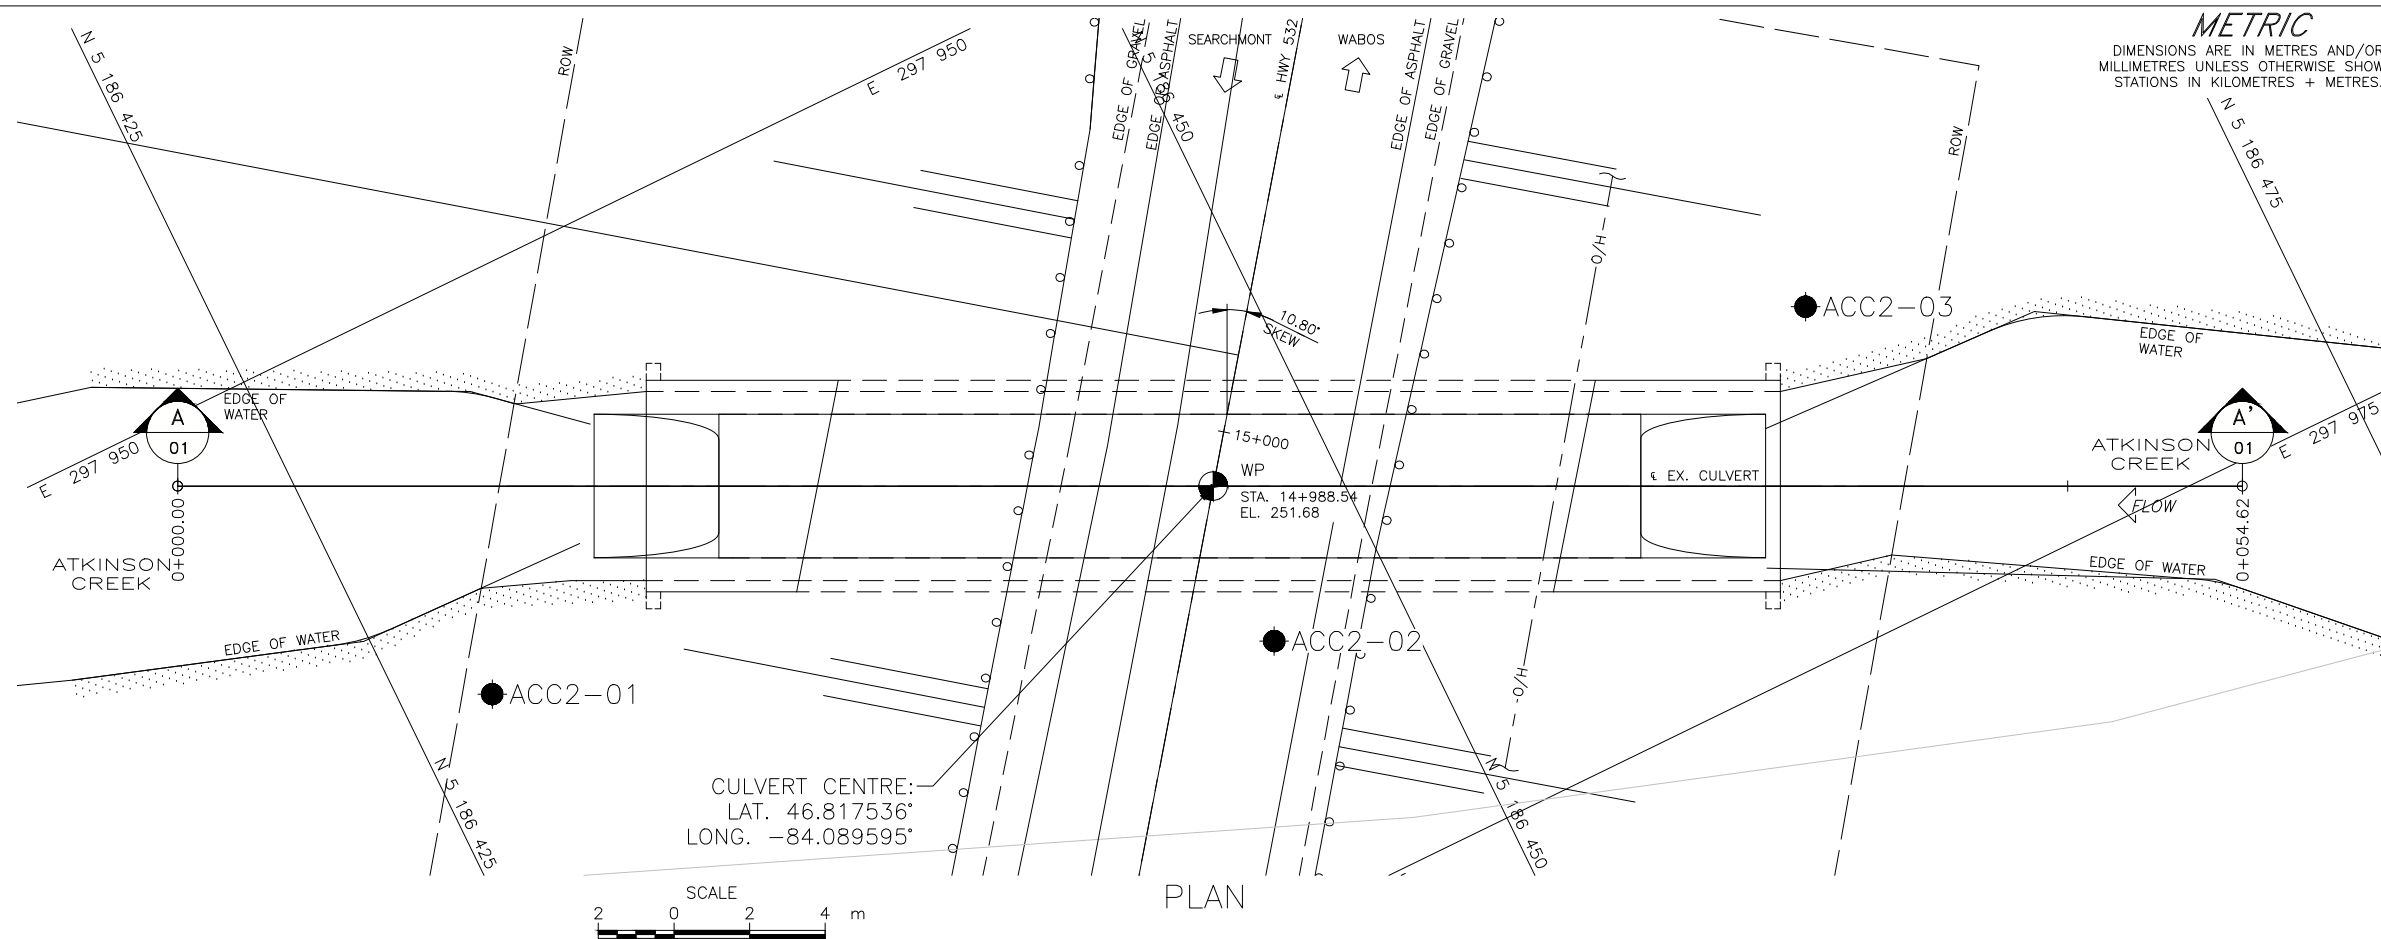 METRIC
DIMENSIONS ARE IN METRES AND/OR
MILLIMETRES UNLESS OTHERWISE SHOW
STATIONS IN KILOMETRES + METRES.
N 5 186 425
E 297 950
ROW
EDGE OF GRAVEL
EDGE OF ASPHALT
N 5 186 450
SEARCHMONT
℄ HWY 532
WABOS
EDGE OF ASPHALT
EDGE OF GRAVEL
O/H
ROW
N 5 186 475
10.80°
SKEW
ACC2-03
EDGE OF
WATER
EDGE OF
WATER
A
01
E 297 950
15+000
WP
STA. 14+988.54
EL. 251.68
℄ EX. CULVERT
ATKINSON
CREEK
A'
01
E 297 975
FLOW
0+000.00
0+054.62
ATKINSON
CREEK
EDGE OF WATER
EDGE OF WATER
ACC2-02
ACC2-01
O/H
N 5 186 425
CULVERT CENTRE:
LAT. 46.817536°
LONG. -84.089595°
N 5 186 450
PLAN
SCALE
2 0 2 4 m